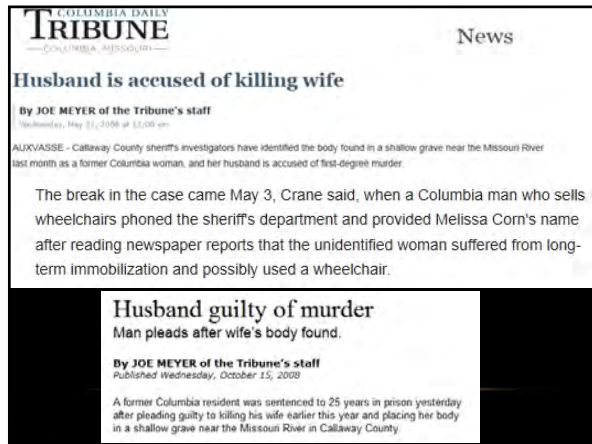 COLUMBIA DAILY
TRIBUNE
COLUMBIA, MISSOURI
News
Husband is accused of killing wife
By JOE MEYER of the Tribune's staff
Wednesday, May 21, 2008 at 12:00 am
AUXVASSE - Callaway County sheriff's investigators have identified the body found in a shallow grave near the Missouri River
last month as a former Columbia woman, and her husband is accused of first-degree murder.
The break in the case came May 3, Crane said, when a Columbia man who sells
wheelchairs phoned the sheriff's department and provided Melissa Corn's name
after reading newspaper reports that the unidentified woman suffered from long-
term immobilization and possibly used a wheelchair.
Husband guilty of murder
Man pleads after wife's body found.
By JOE MEYER of the Tribune's staff
Published Wednesday, October 15, 2008
A former Columbia resident was sentenced to 25 years in prison yesterday
after pleading guilty to killing his wife earlier this year and placing her body
in a shallow grave near the Missouri River in Callaway County.